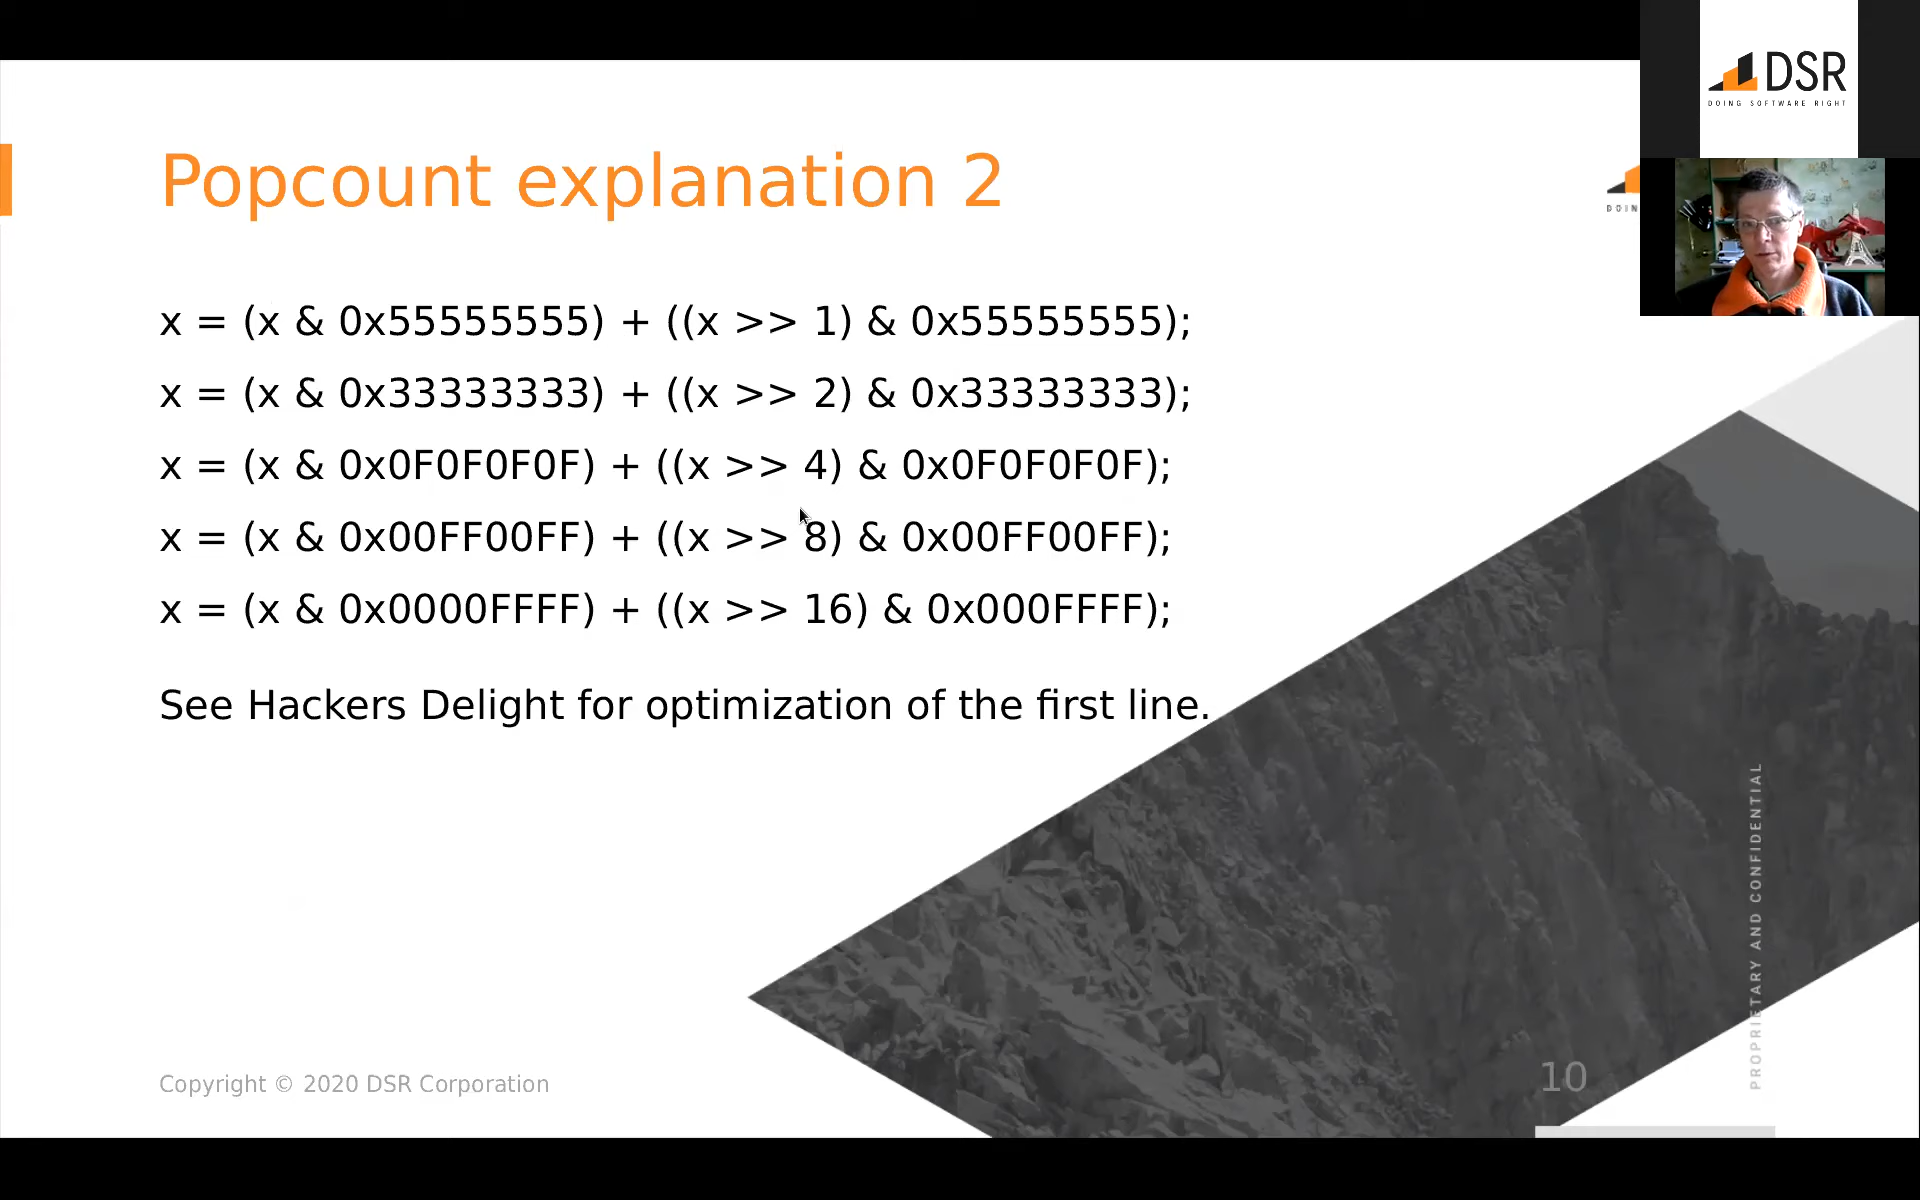 DSR
DOING SOFTWARE RIGHT
Popcount explanation 2
DOIN
x = (x & 0x55555555) + ((x >> 1) & 0x55555555);
x = (x & 0x33333333) + ((x >> 2) & 0x33333333);
x = (x & 0x0F0F0F0F) + ((x >> 4) & 0x0F0F0F0F);
x = (x & 0x00FF00FF) + ((x >> 8) & 0x00FF00FF);
x = (x & 0x0000FFFF) + ((x >> 16) & 0x000FFFF);
See Hackers Delight for optimization of the first line.
PROPRIETARY AND CONFIDENTIAL
Copyright © 2020 DSR Corporation
10